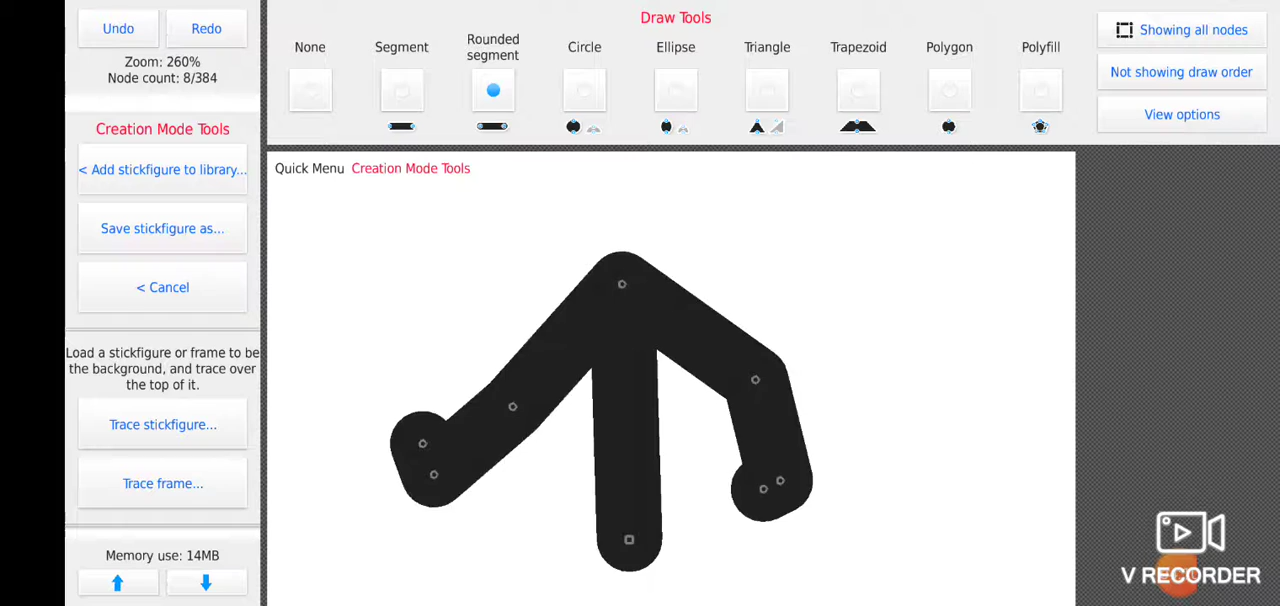 Undo
Redo
Zoom: 260%
Node count: 8/384
Creation Mode Tools
< Add stickfigure to library...
Save stickfigure as...
< Cancel
Load a stickfigure or frame to be
the background, and trace over
the top of it.
Trace stickfigure...
Trace frame...
Memory use: 14MB
Draw Tools
None
Segment
Rounded
segment
Circle
Ellipse
Triangle
Trapezoid
Polygon
Polyfill
Showing all nodes
Not showing draw order
View options
Quick Menu Creation Mode Tools
V RECORDER